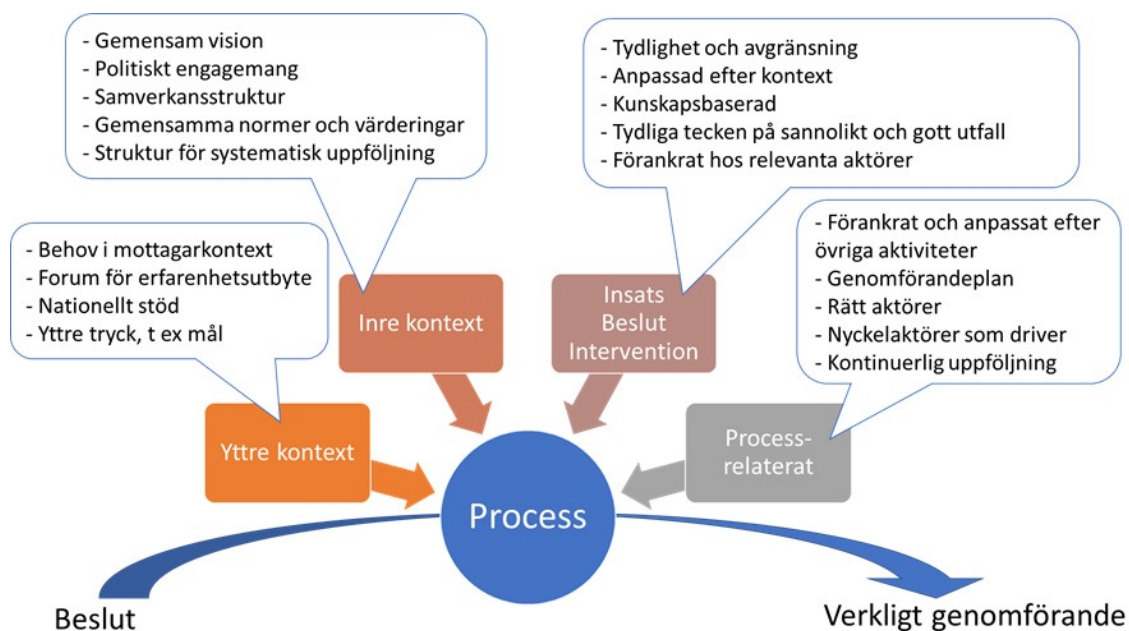 - Gemensam vision
- Politiskt engagemang
- Samverkansstruktur
- Gemensamma normer och värderingar
- Struktur för systematisk uppföljning
- Tydlighet och avgränsning
- Anpassad efter kontext
- Kunskapsbaserad
- Tydliga tecken på sannolikt och gott utfall
- Förankrat hos relevanta aktörer
- Behov i mottagarkontext
- Forum för erfarenhetsutbyte
- Nationellt stöd
- Yttre tryck, t ex mål
- Förankrat och anpassat efter
övriga aktiviteter
- Genomförandeplan
- Rätt aktörer
- Nyckelaktörer som driver
- Kontinuerlig uppföljning
Inre kontext
Insats
Beslut
Intervention
Yttre kontext
Process-
relaterat
Process
Beslut
Verkligt genomförande